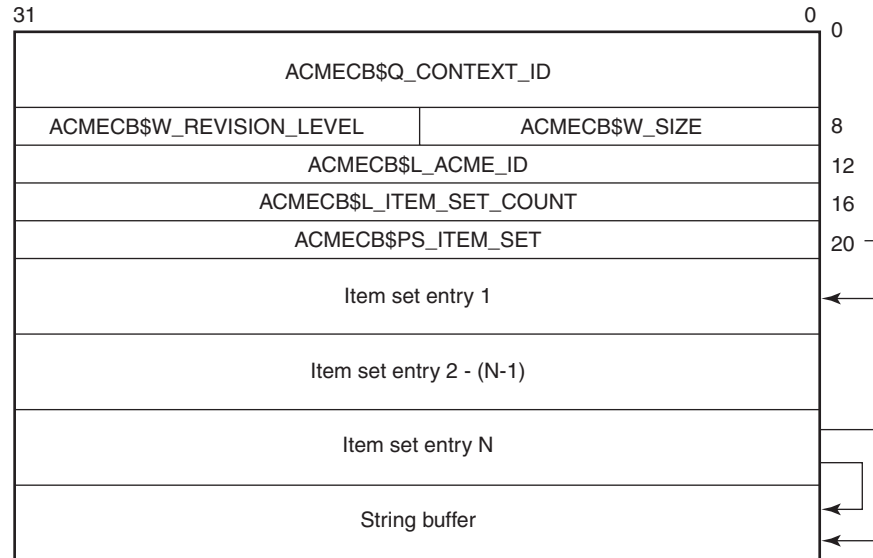 31 0
0
ACMECB$Q_CONTEXT_ID
ACMECB$W_REVISION_LEVEL ACMECB$W_SIZE 8
ACMECB$L_ACME_ID 12
ACMECB$L_ITEM_SET_COUNT 16
ACMECB$PS_ITEM_SET 20
Item set entry 1
Item set entry 2 - (N-1)
Item set entry N
String buffer